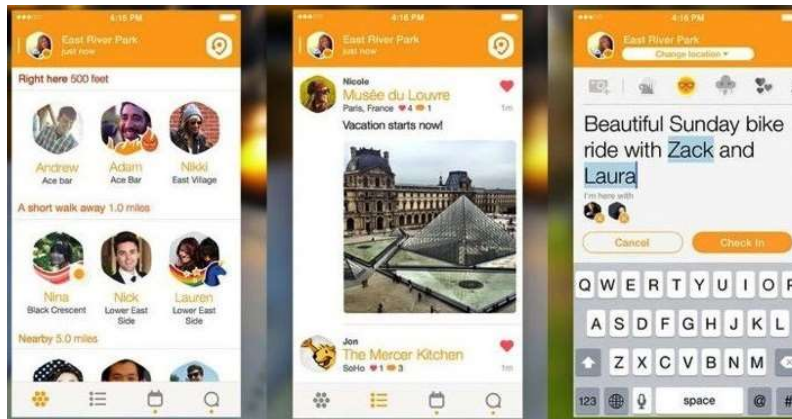 4:15 PM
East River Park
just now
Right here 500 feet
Andrew
Ace bar
Adam
Ace Bar
Nikki
East Village
A short walk away 1.0 miles
Nina
Black Crescent
Nick
Lower East
Side
Lauren
Lower East
Side
Nearby 5.0 miles
4:16 PM
East River Park
just now
Nicole
Musée du Louvre
Paris, France 4 1
1m
Vacation starts now!
Jon
The Mercer Kitchen
SoHo 1 3
1m
4:16 PM
East River Park
Change location
Beautiful Sunday bike
ride with Zack and
Laura
I'm here with
Cancel
Check In
Q W E R T Y U I O P
A S D F G H J K L
Z X C V B N M
123 space @ #